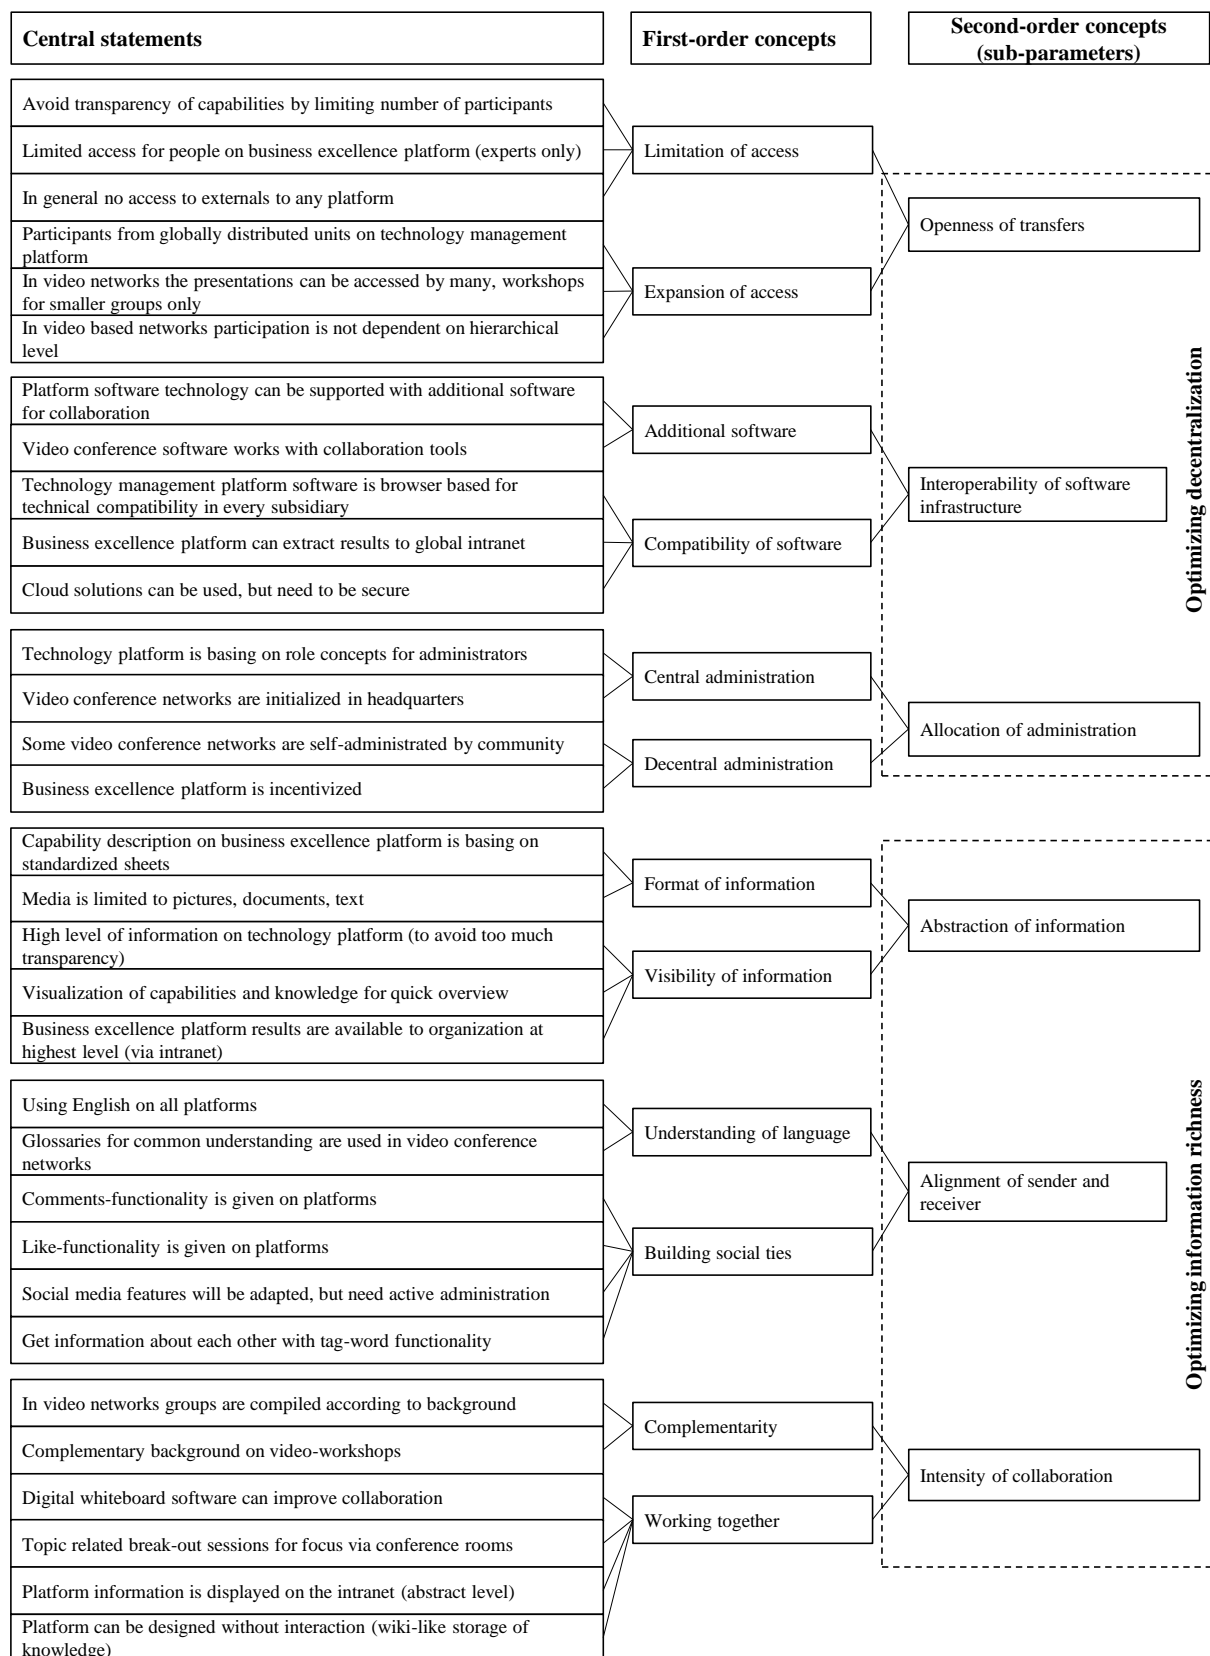 Central statements
First-order concepts
Second-order concepts
(sub-parameters)
Avoid transparency of capabilities by limiting number of participants
Limited access for people on business excellence platform (experts only)
In general no access to externals to any platform
Limitation of access
Participants from globally distributed units on technology management
platform
In video networks the presentations can be accessed by many, workshops
for smaller groups only
In video based networks participation is not dependent on hierarchical
level
Expansion of access
Openness of transfers
Platform software technology can be supported with additional software
for collaboration
Video conference software works with collaboration tools
Additional software
Technology management platform software is browser based for
technical compatibility in every subsidiary
Business excellence platform can extract results to global intranet
Cloud solutions can be used, but need to be secure
Compatibility of software
Interoperability of software
infrastructure
Technology platform is basing on role concepts for administrators
Video conference networks are initialized in headquarters
Central administration
Some video conference networks are self-administrated by community
Business excellence platform is incentivized
Decentral administration
Allocation of administration
Optimizing decentralization
Capability description on business excellence platform is basing on
standardized sheets
Media is limited to pictures, documents, text
Format of information
High level of information on technology platform (to avoid too much
transparency)
Visualization of capabilities and knowledge for quick overview
Business excellence platform results are available to organization at
highest level (via intranet)
Visibility of information
Abstraction of information
Using English on all platforms
Glossaries for common understanding are used in video conference
networks
Understanding of language
Comments-functionality is given on platforms
Like-functionality is given on platforms
Social media features will be adapted, but need active administration
Get information about each other with tag-word functionality
Building social ties
Alignment of sender and
receiver
In video networks groups are compiled according to background
Complementary background on video-workshops
Complementarity
Digital whiteboard software can improve collaboration
Topic related break-out sessions for focus via conference rooms
Platform information is displayed on the intranet (abstract level)
Platform can be designed without interaction (wiki-like storage of
knowledge)
Working together
Intensity of collaboration
Optimizing information richness